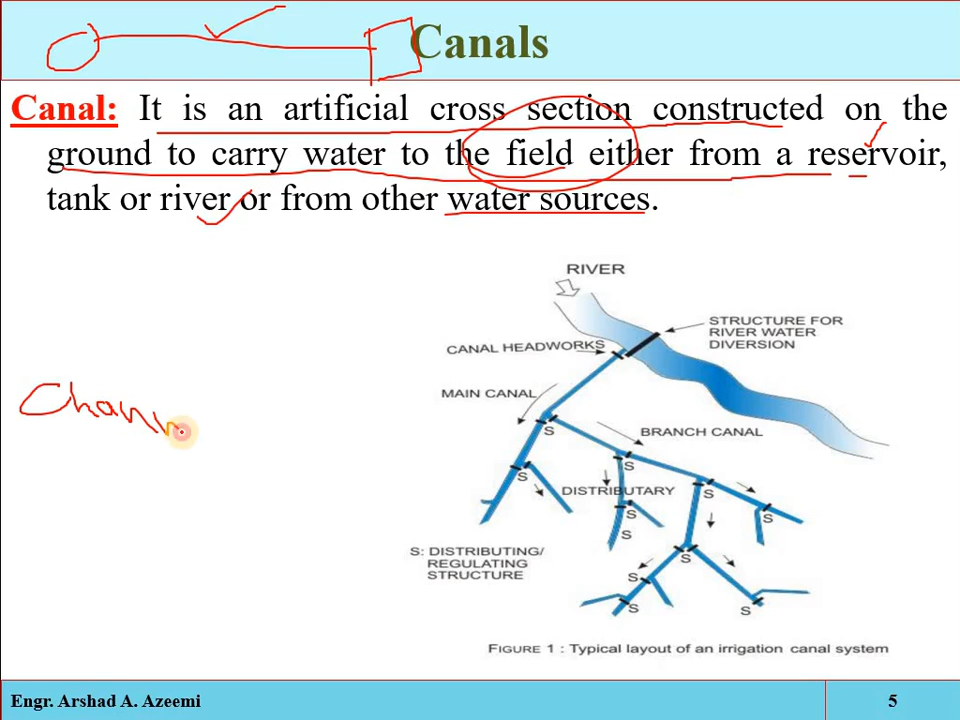 Canals
Canal: It is an artificial cross section constructed on the
ground to carry water to the field either from a reservoir,
tank or river or from other water sources.
RIVER
STRUCTURE FOR
RIVER WATER
DIVERSION
CANAL HEADWORKS
MAIN CANAL
S
BRANCH CANAL
S
S
DISTRIBUTARY
S
S
S
S
S: DISTRIBUTING/
REGULATING
STRUCTURE
S
S
S
S
FIGURE 1 : Typical layout of an irrigation canal system
Engr. Arshad A. Azeemi
5